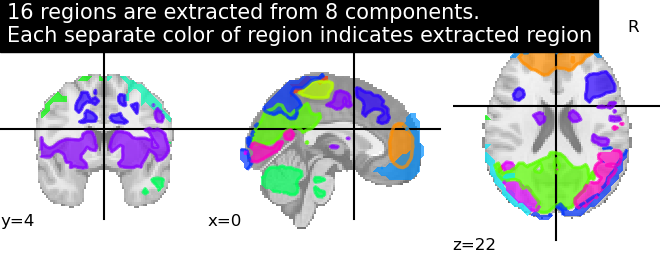 16 regions are extracted from 8 components.
Each separate color of region indicates extracted region
R
y=4
x=0
z=22